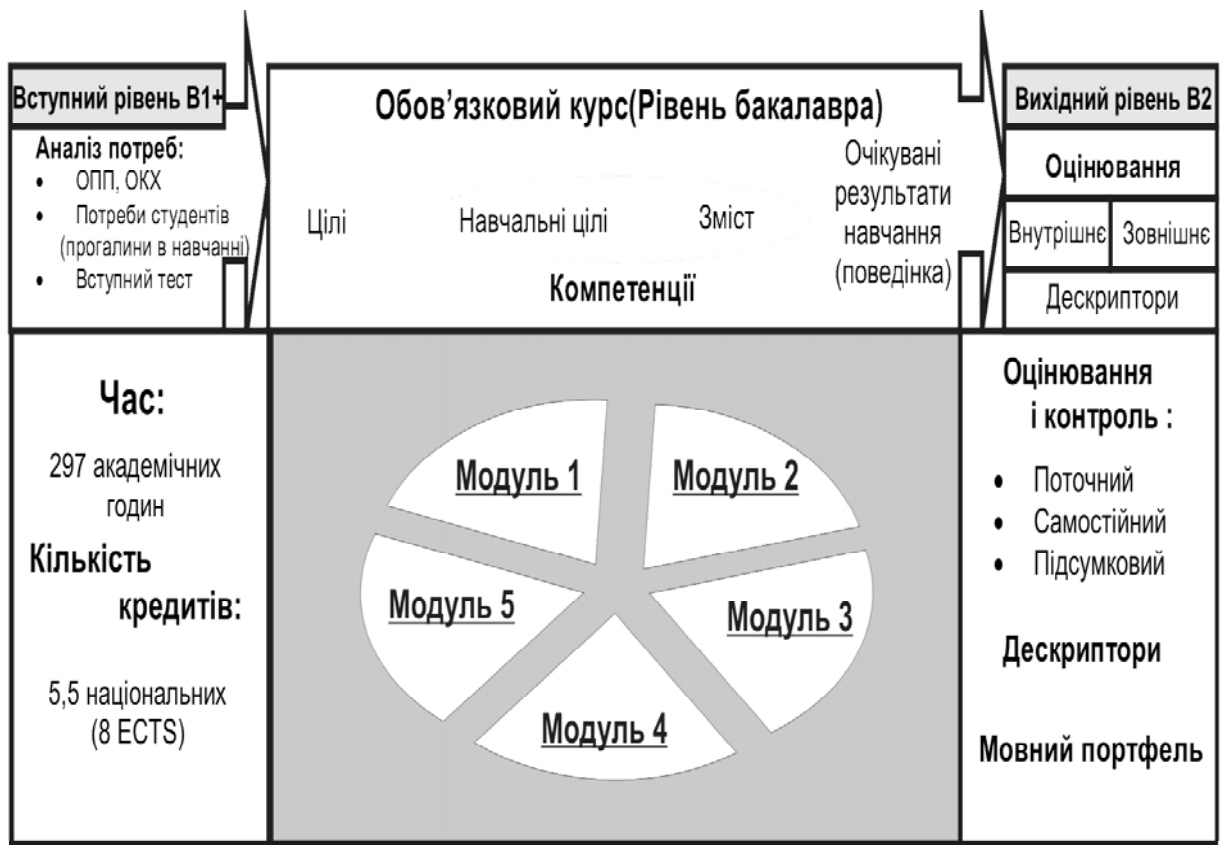 Вступний рівень B1+
Аналіз потреб:
• ОПП, ОКХ
• Потреби студентів
(прогалини в навчанні)
• Вступний тест
Обов’язковий курс(Рівень бакалавра)
Цілі
Навчальні цілі
Зміст
Компетенції
Очікувані
результати
навчання
(поведінка)
Вихідний рівень B2
Оцінювання
Внутрішнє
Зовнішнє
Дескриптори
Час:
297 академічних
годин
Кількість
кредитів:
5,5 національних
(8 ECTS)
Модуль 1
Модуль 2
Модуль 3
Модуль 4
Модуль 5
Оцінювання
і контроль :
• Поточний
• Самостійний
• Підсумковий
Дескриптори
Мовний портфель